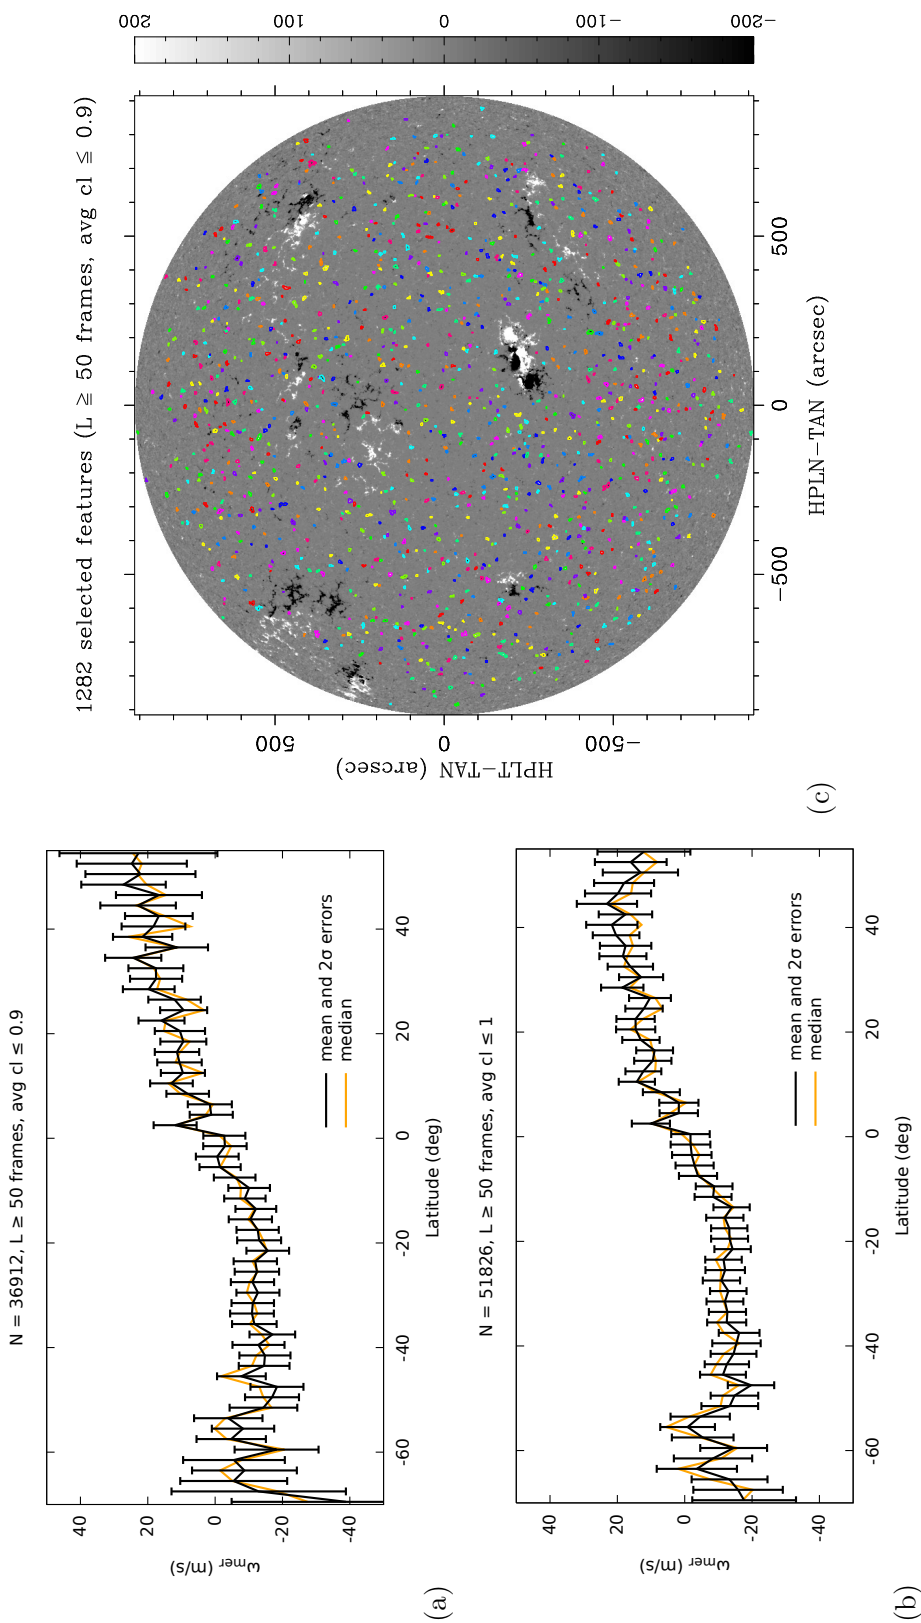 N = 36912, L ≥ 50 frames, avg cl ≤ 0.9
40
20
0
-20
-40
ωmer (m/s)
-60
-40
-20
0
20
40
Latitude (deg)
mean and 2σ errors
median
(a)
N = 51826, L ≥ 50 frames, avg cl ≤ 1
40
20
0
-20
-40
ωmer (m/s)
-60
-40
-20
0
20
40
Latitude (deg)
mean and 2σ errors
median
(b)
1282 selected features (L ≥ 50 frames, avg cl ≤ 0.9)
500
0
−500
HPLT−TAN (arcsec)
−500
0
500
HPLN−TAN (arcsec)
200
100
0
−100
−200
(c)